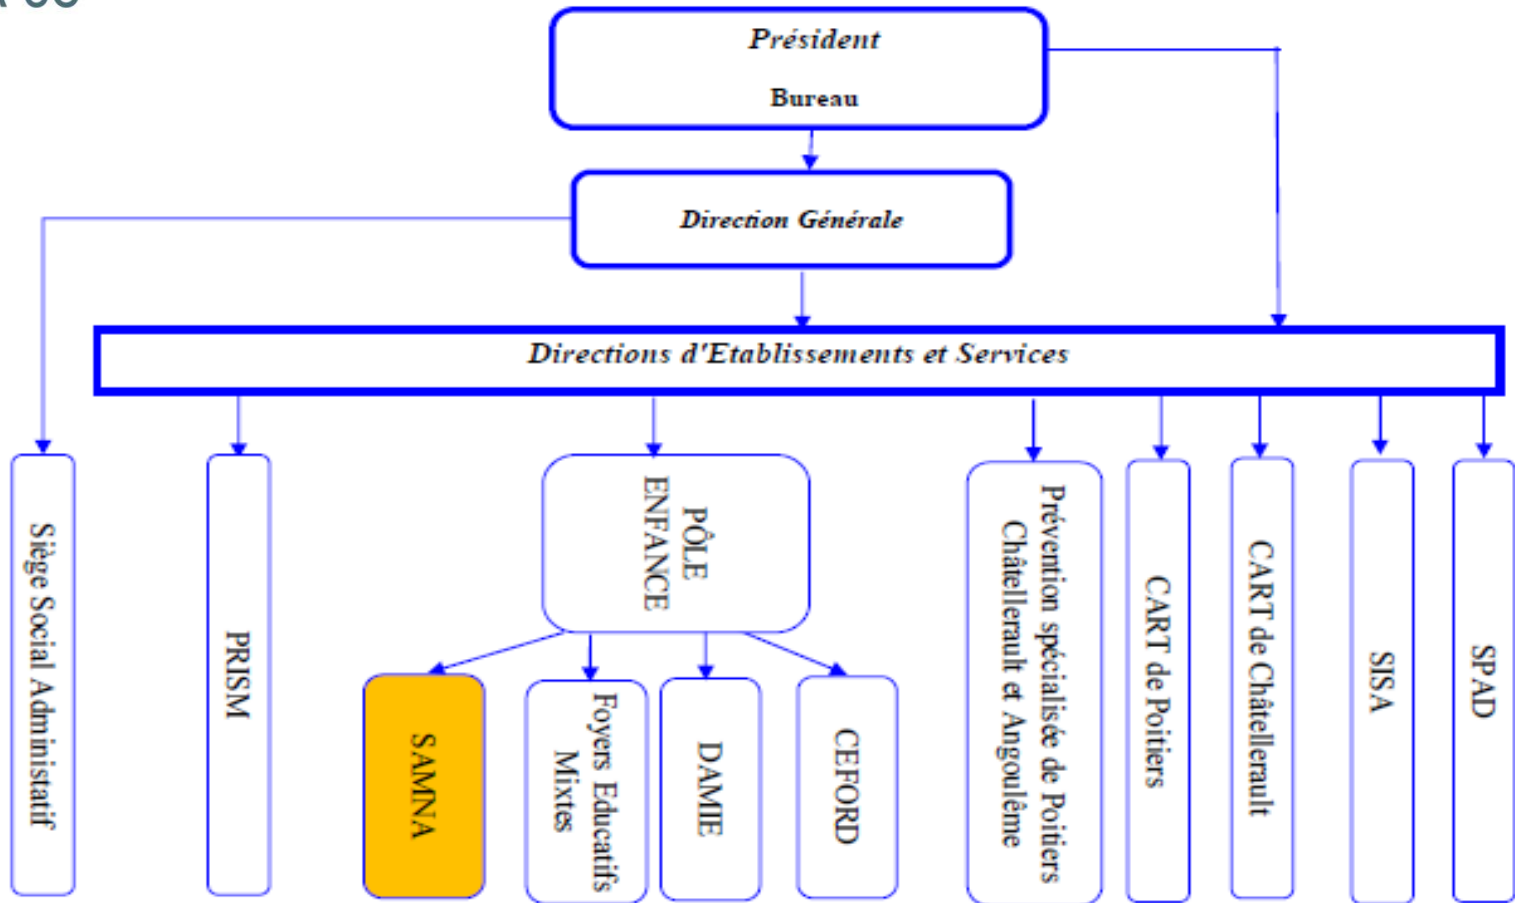 Président
Bureau
Direction Générale
Directions d'Etablissements et Services
Siège Social Administatif
PRISM
PÔLE
ENFANCE
SAMNA
Foyers Educatifs
Mixtes
DAMIE
CEFORD
Prévention spécialisée de Poitiers
Châtellerault et Angoulême
CART de Poitiers
CART de Châtellerault
SISA
SPAD